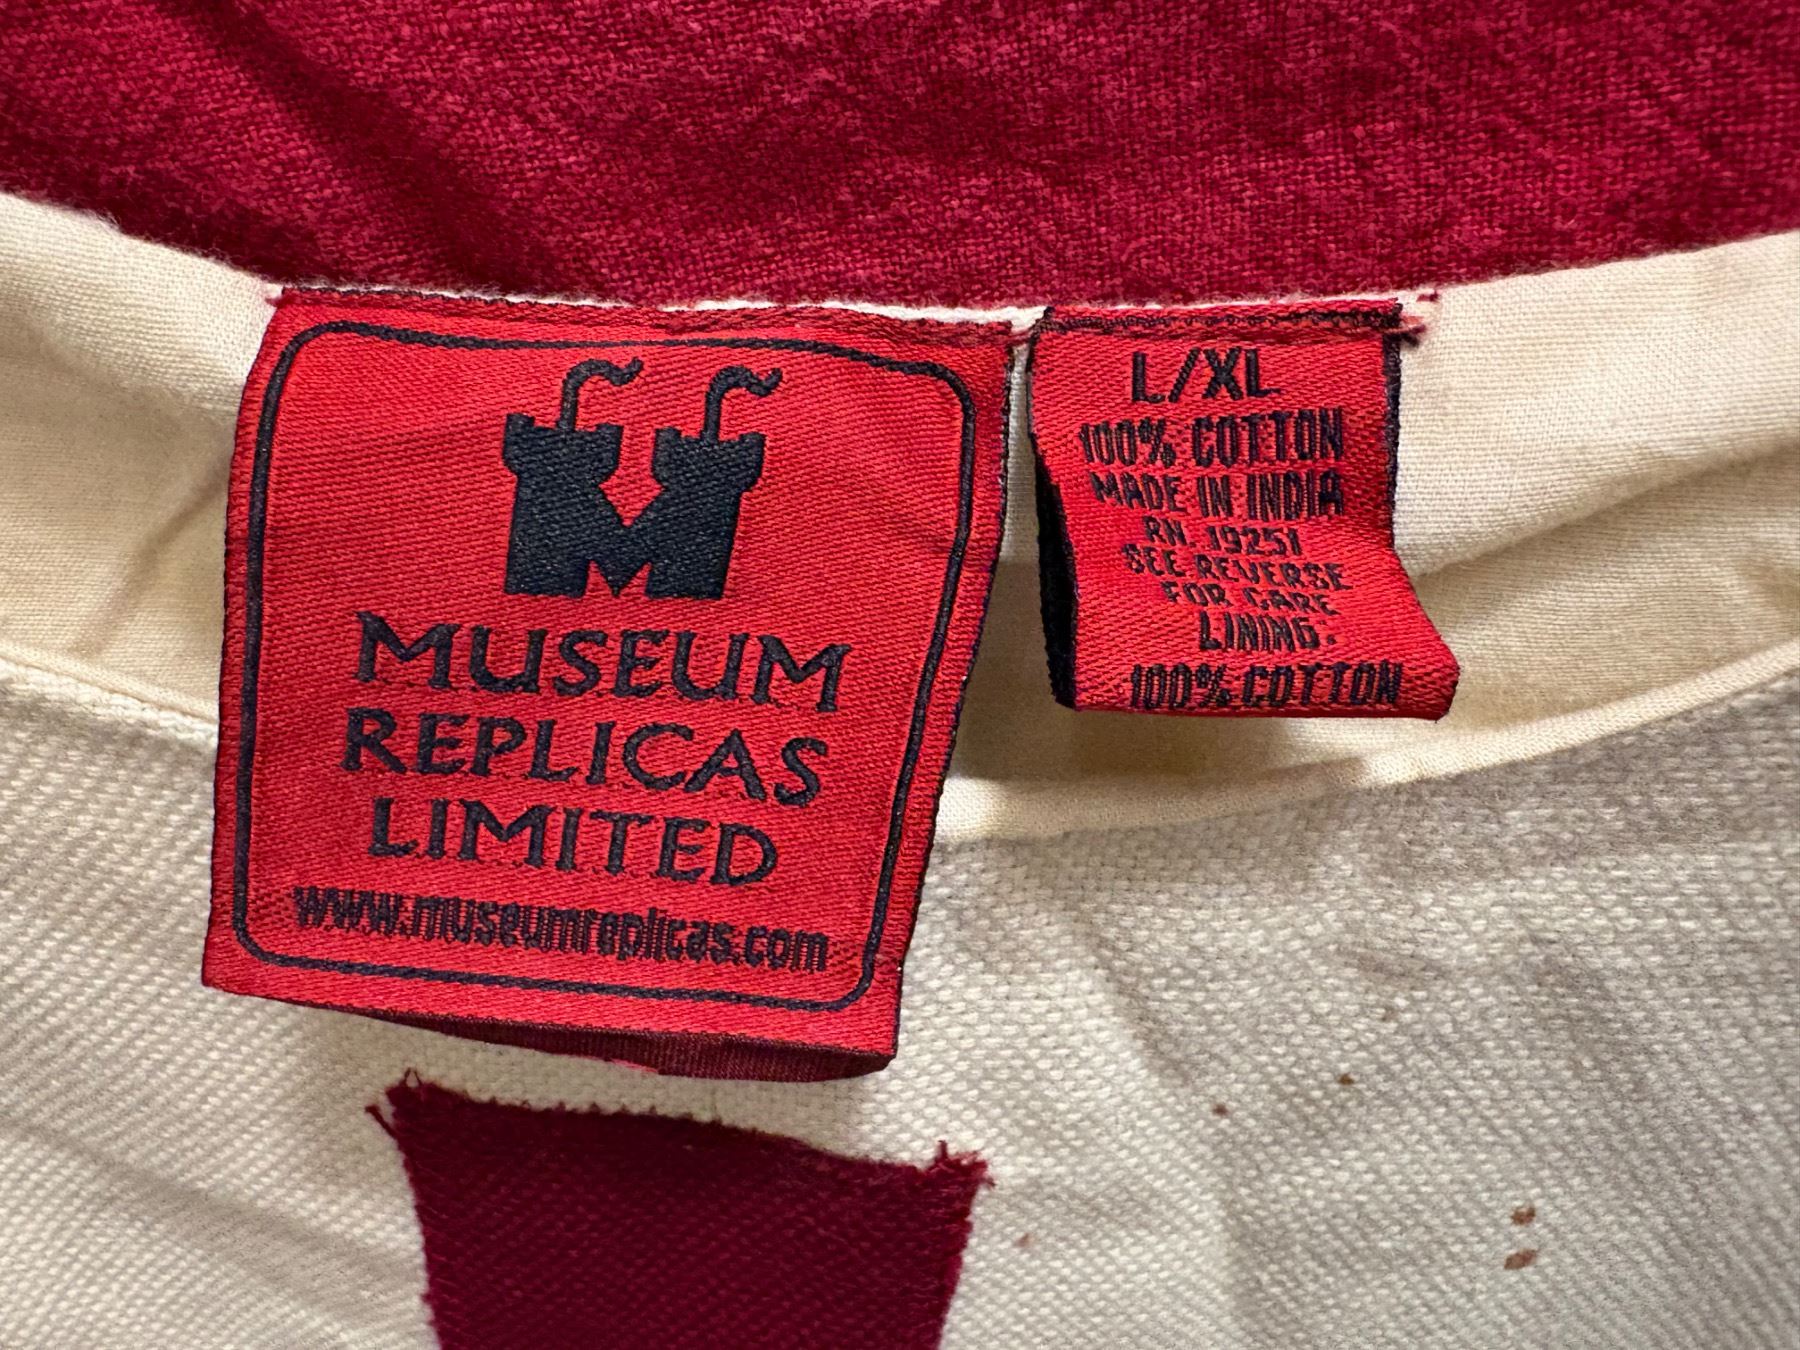 MUSEUM
REPLICAS
LIMITED
www.museumreplicas.com
L/XL
100% COTTON
MADE IN INDIA
RN. 19251
SEE REVERSE
FOR CARE
LINING:
100% COTTON